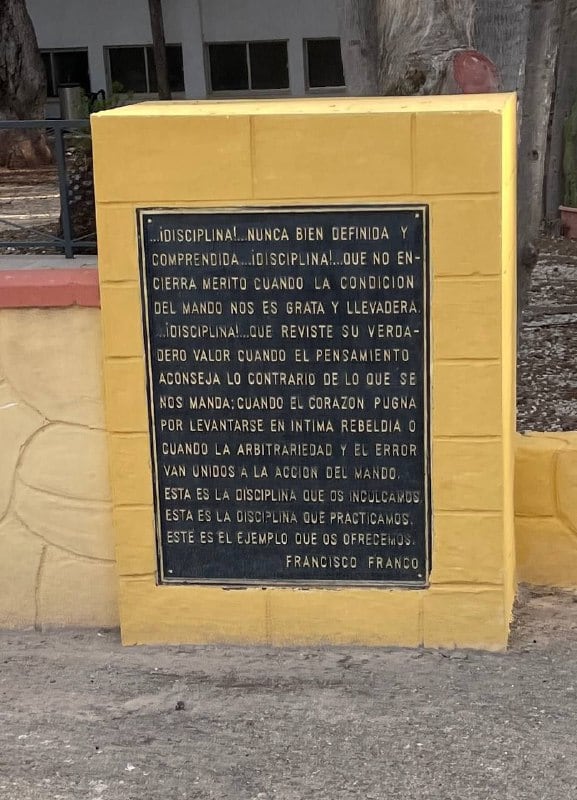 ...¡DISCIPLINA!...NUNCA BIEN DEFINIDA Y
COMPRENDIDA...¡DISCIPLINA!...QUE NO EN-
CIERRA MERITO CUANDO LA CONDICION
DEL MANDO NOS ES GRATA Y LLEVADERA.
...¡DISCIPLINA!...QUE REVISTE SU VERDA-
DERO VALOR CUANDO EL PENSAMIENTO
ACONSEJA LO CONTRARIO DE LO QUE SE
NOS MANDA; CUANDO EL CORAZON PUGNA
POR LEVANTARSE EN INTIMA REBELDIA O
CUANDO LA ARBITRARIEDAD Y EL ERROR
VAN UNIDOS A LA ACCION DEL MANDO.
ESTA ES LA DISCIPLINA QUE OS INCULCAMOS
ESTA ES LA DISCIPLINA QUE PRACTICAMOS.
ESTE ES EL EJEMPLO QUE OS OFRECEMOS.
FRANCISCO FRANCO